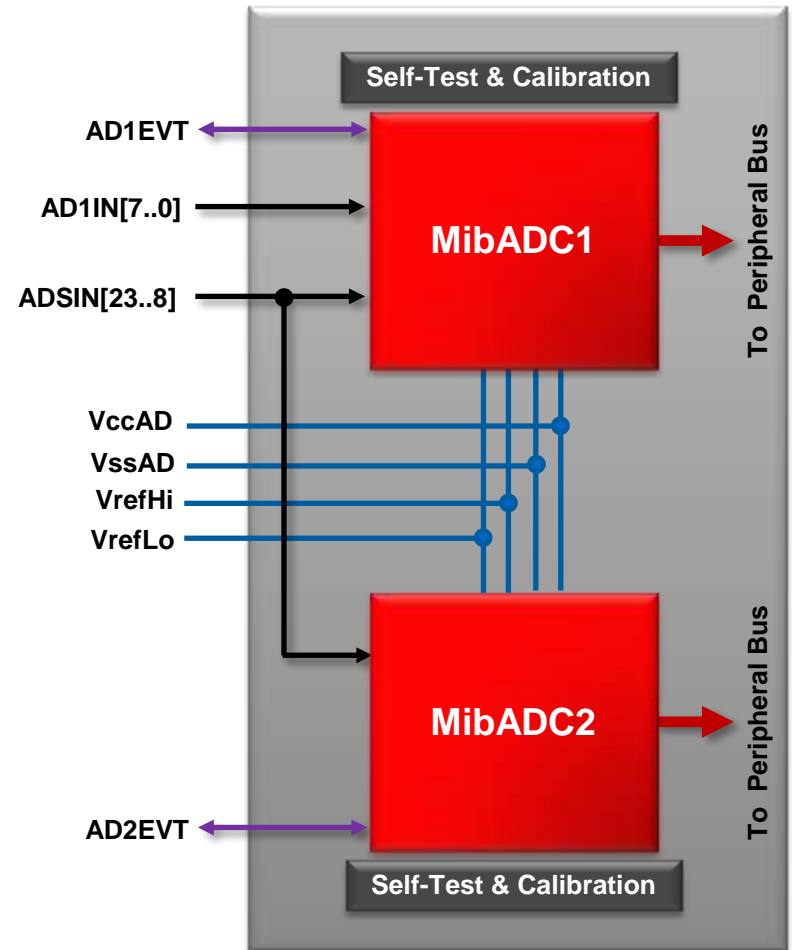 Self-Test & Calibration
AD1EVT
AD1IN[7..0]
ADSIN[23..8]
MibADC1
To Peripheral Bus
VccAD
VssAD
VrefHi
VrefLo
MibADC2
To Peripheral Bus
AD2EVT
Self-Test & Calibration